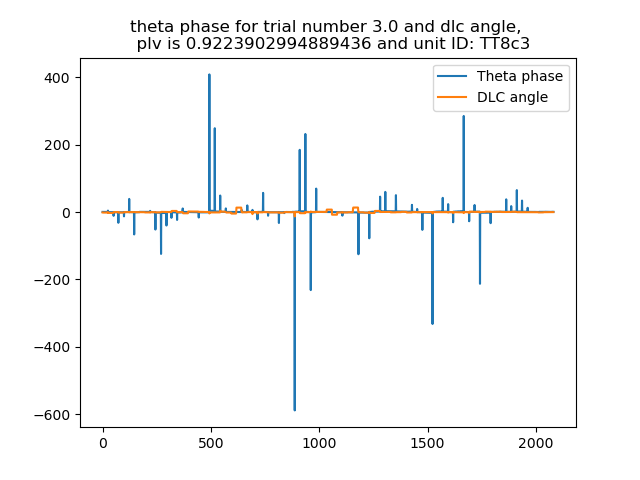 theta phase for trial number 3.0 and dlc angle,
plv is 0.9223902994889436 and unit ID: TT8c3
Theta phase
DLC angle
400
200
0
−200
−400
−600
0
500
1000
1500
2000